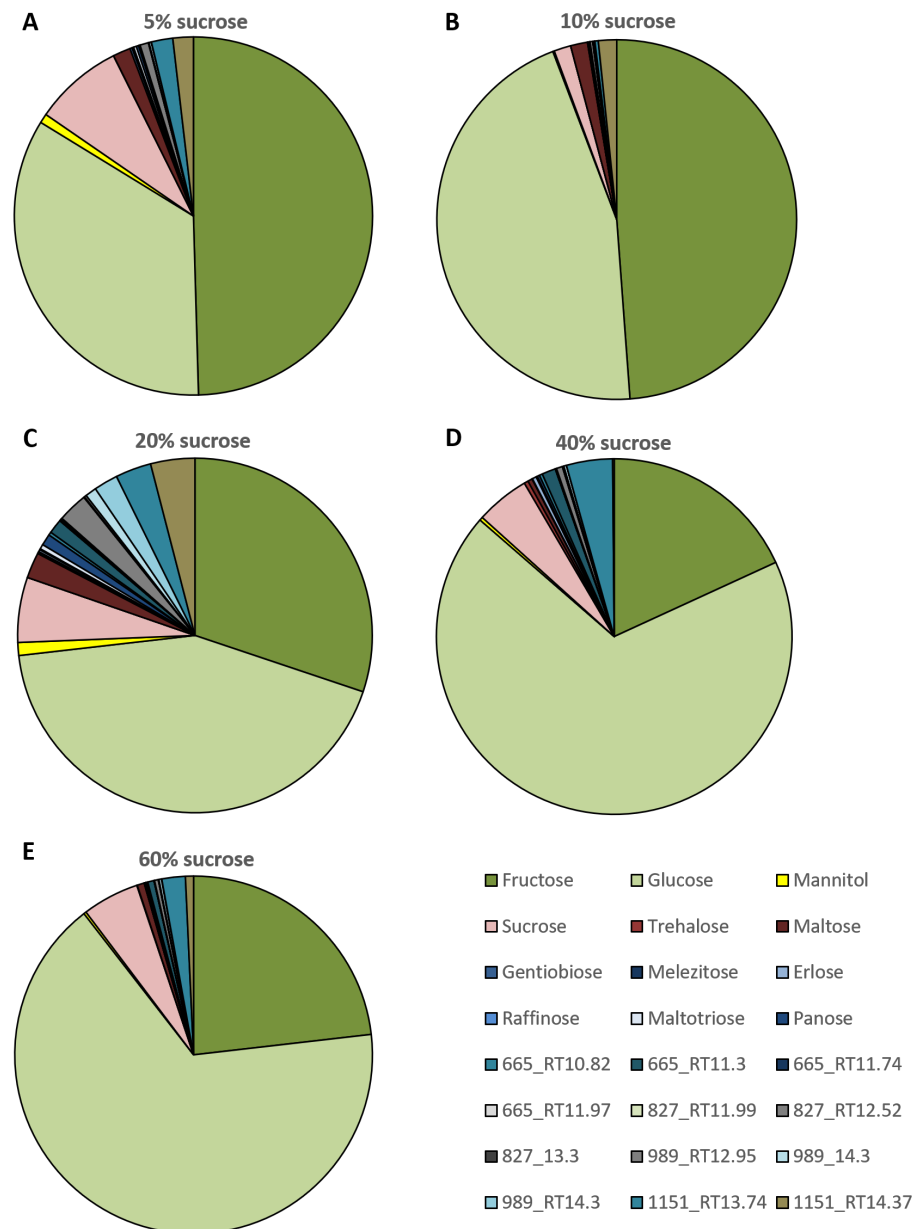 A
5% sucrose
B
10% sucrose
C
20% sucrose
D
40% sucrose
E
60% sucrose
Fructose
Glucose
Mannitol
Sucrose
Trehalose
Maltose
Gentiobiose
Melezitose
Erlose
Raffinose
Maltotriose
Panose
665_RT10.82
665_RT11.3
665_RT11.74
665_RT11.97
827_RT11.99
827_RT12.52
827_13.3
989_RT12.95
989_14.3
989_RT14.3
1151_RT13.74
1151_RT14.37